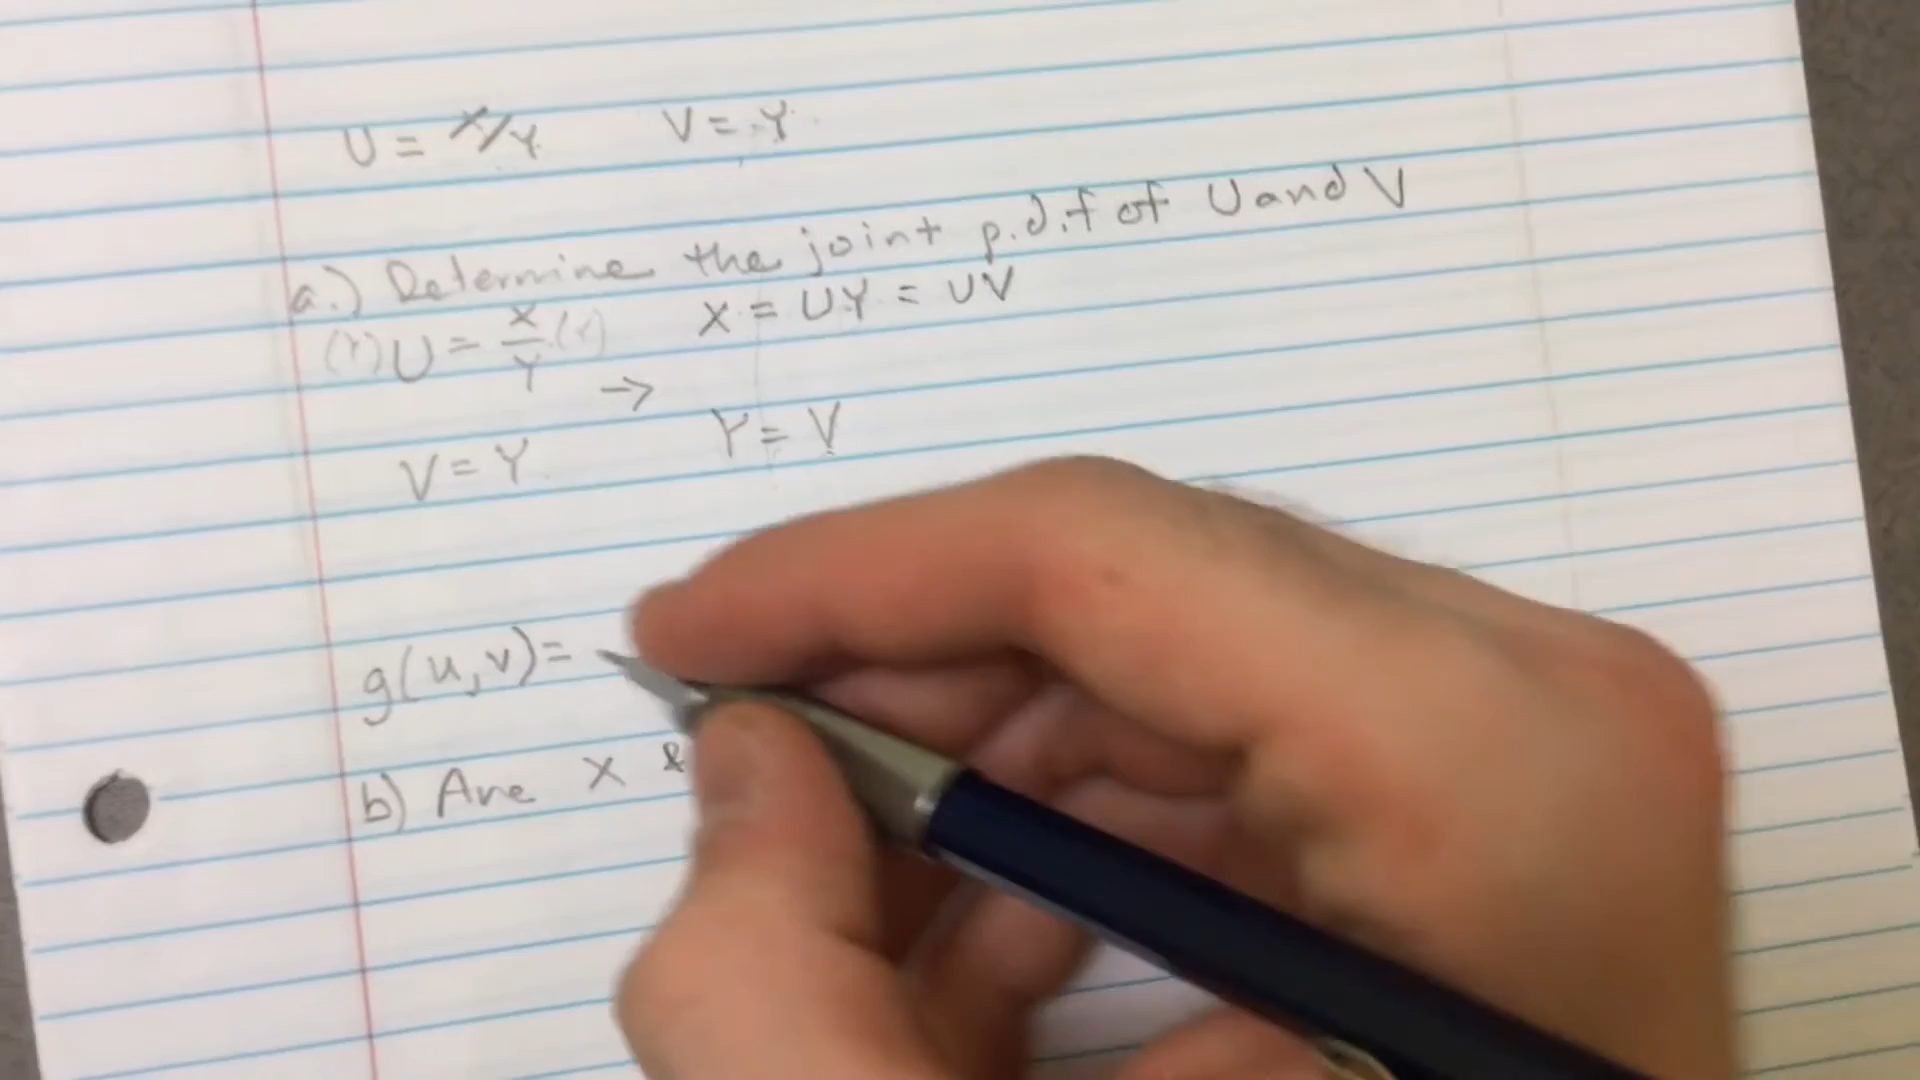 U = X/Y V = Y
a.) Determine the joint p.d.f of U and V
(Y) U = X/Y (Y) X = UY = UV
→
V = Y Y = V
g(u,v) =
b) Are X &